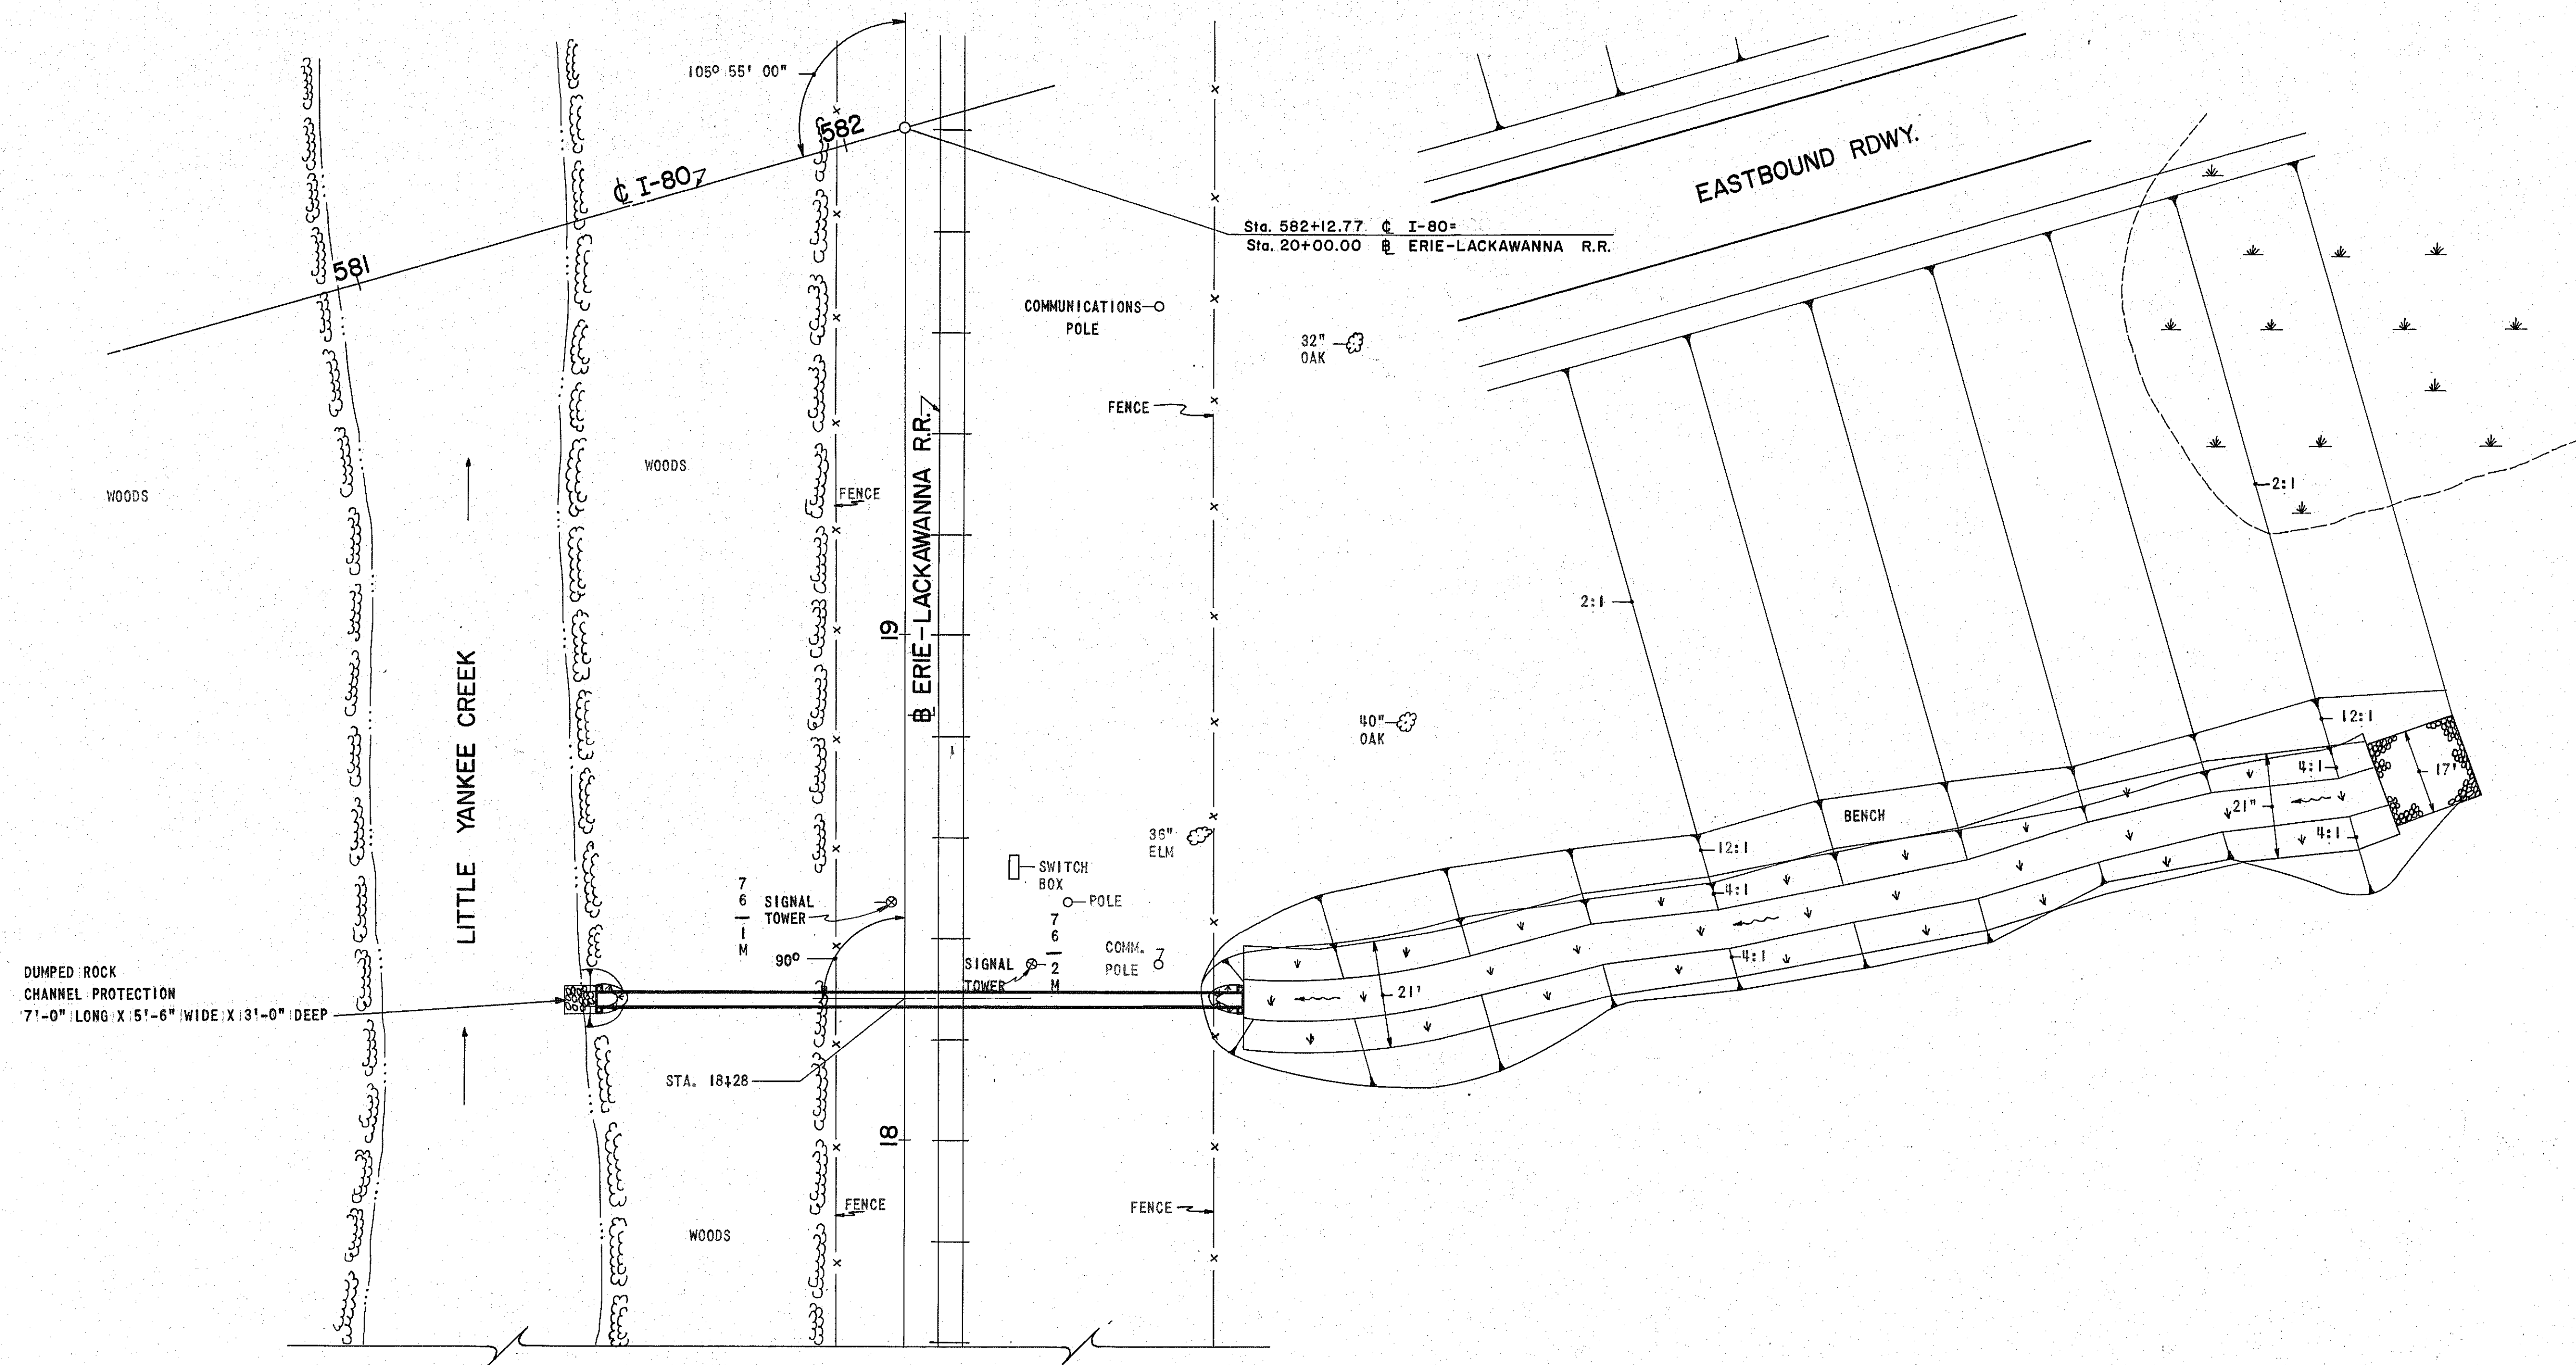 105° 55' 00"
582
℄ I-80
581
EASTBOUND RDWY.
Sta. 582+12.77 ℄ I-80=
Sta. 20+00.00 B̲ ERIE-LACKAWANNA R.R.
COMMUNICATIONS
POLE
32"
OAK
FENCE
WOODS
WOODS
FENCE
B̲ ERIE-LACKAWANNA R.R.
2:1
2:1
19
LITTLE YANKEE CREEK
40"
OAK
12:1
17'
4:1
21"
4:1
BENCH
36"
ELM
12:1
4:1
SWITCH
BOX
7
6
1
M
SIGNAL
TOWER
POLE
7
6
2
M
COMM.
POLE
90°
SIGNAL
TOWER
4:1
21'
DUMPED ROCK
CHANNEL PROTECTION
7'-0" LONG X 5'-6" WIDE X 3'-0" DEEP
STA. 18+28
18
FENCE
FENCE
WOODS